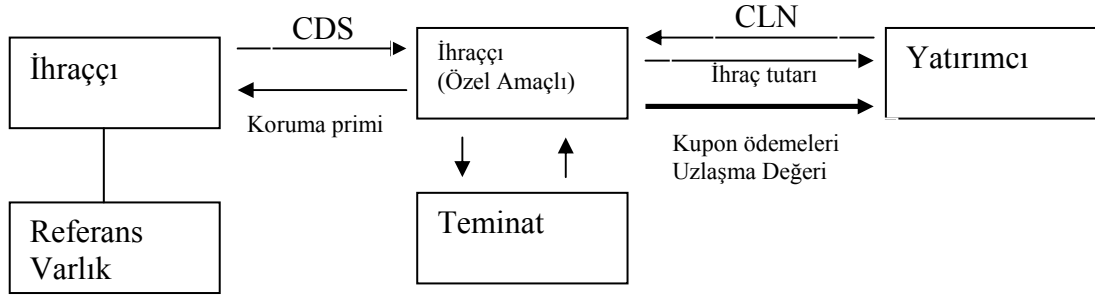 CDS
CLN
İhraççı
İhraççı
(Özel Amaçlı)
Yatırımcı
İhraç tutarı
Koruma primi
Kupon ödemeleri
Uzlaşma Değeri
Referans
Varlık
Teminat